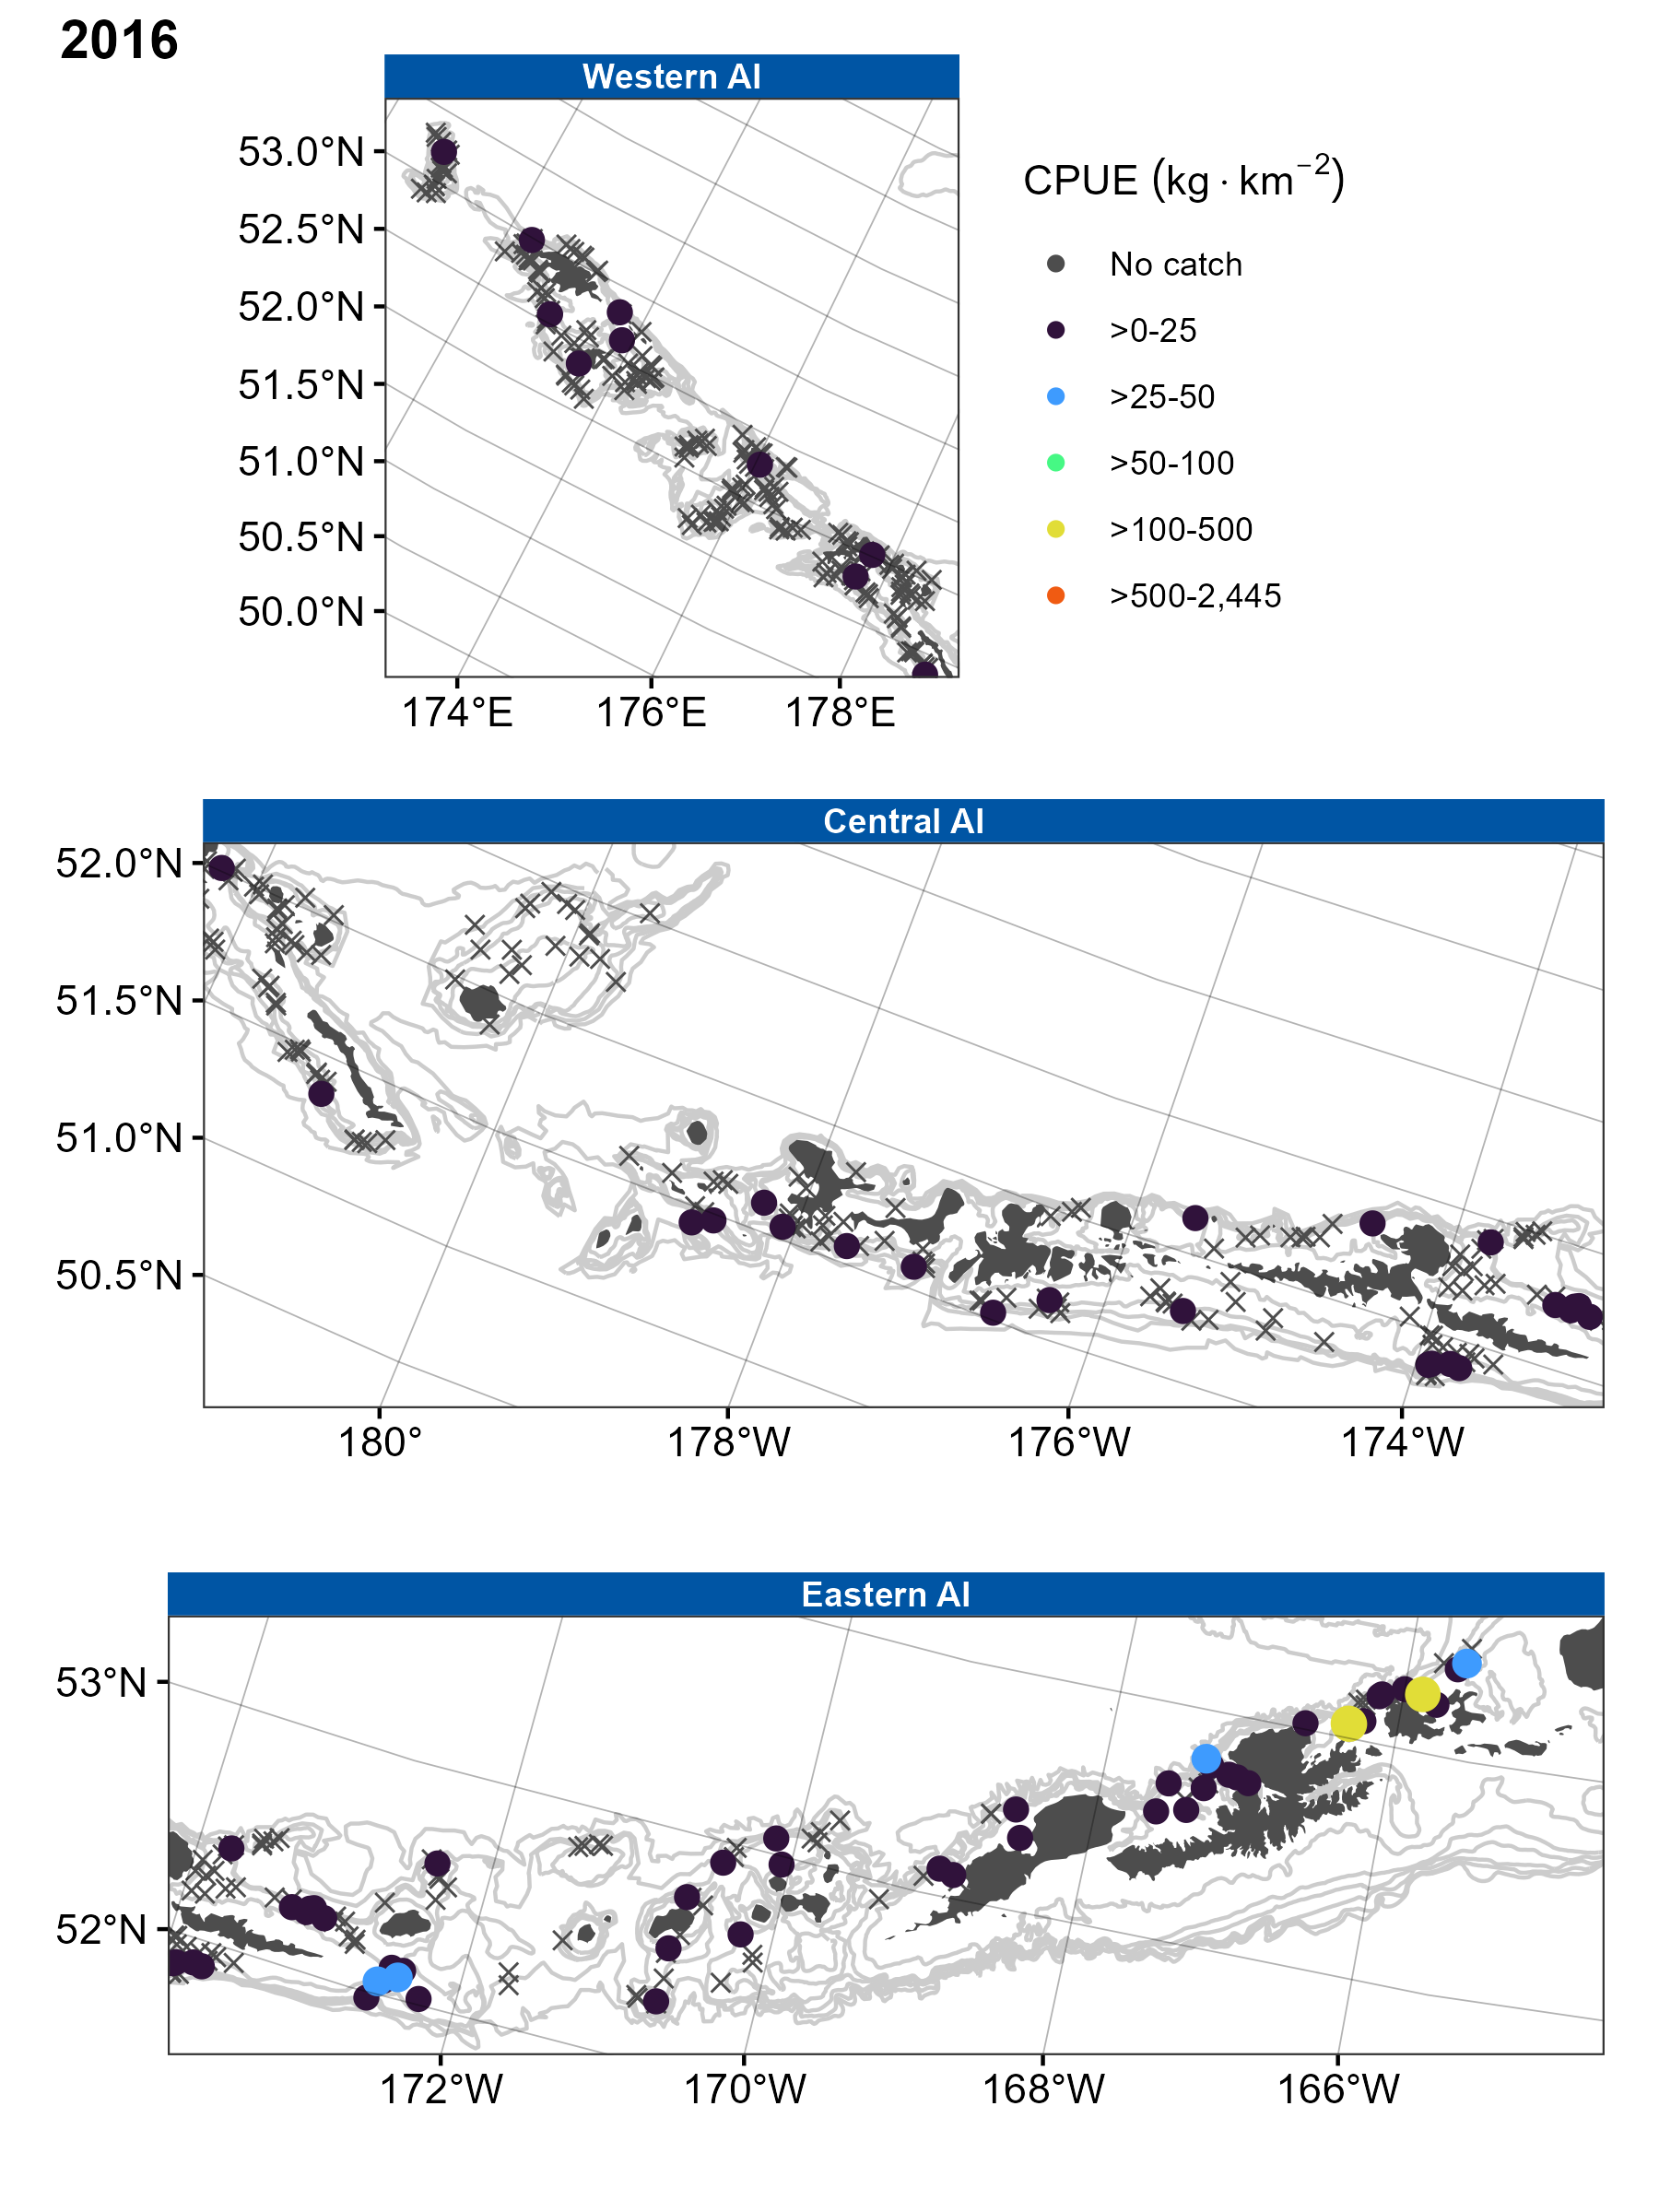 2016
Western AI
53.0°N
52.5°N
52.0°N
51.5°N
51.0°N
50.5°N
50.0°N
174°E 176°E 178°E
CPUE (kg · km⁻²)
No catch
>0-25
>25-50
>50-100
>100-500
>500-2,445
Central AI
52.0°N
51.5°N
51.0°N
50.5°N
180° 178°W 176°W 174°W
Eastern AI
53°N
52°N
172°W 170°W 168°W 166°W